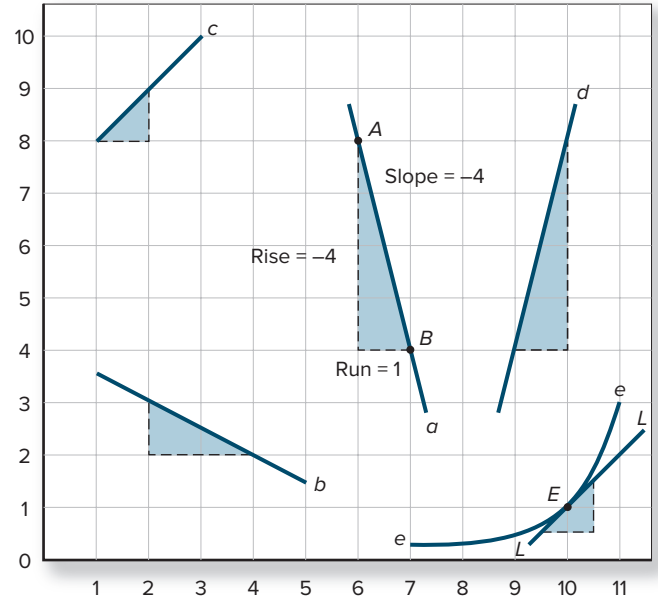 c
10
9
d
8
A
Slope = –4
7
6
Rise = –4
5
4
B
Run = 1
3
a
e
L
2
b
1
E
e
L
0
1 2 3 4 5 6 7 8 9 10 11